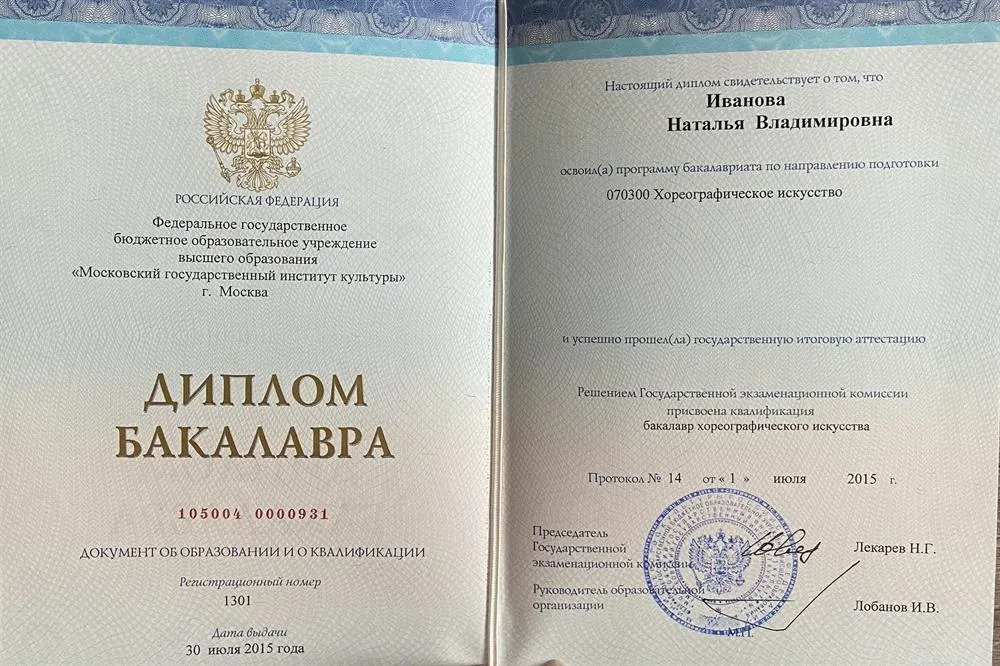 РОССИЙСКАЯ ФЕДЕРАЦИЯ
Федеральное государственное
бюджетное образовательное учреждение
высшего образования
«Московский государственный институт культуры»
г. Москва
ДИПЛОМ
БАКАЛАВРА
105004 0000931
ДОКУМЕНТ ОБ ОБРАЗОВАНИИ И О КВАЛИФИКАЦИИ
Регистрационный номер
1301
Дата выдачи
30 июля 2015 года
Настоящий диплом свидетельствует о том, что
Иванова
Наталья Владимировна
освоил(а) программу бакалавриата по направлению подготовки
070300 Хореографическое искусство
и успешно прошел(ла) государственную итоговую аттестацию
Решением Государственной экзаменационной комиссии
присвоена квалификация
бакалавр хореографического искусства
Протокол № 14 от « 1 » июля 2015 г.
Председатель
Государственной
экзаменационной комиссии
Лекарев Н.Г.
Руководитель образовательной
организации
Лобанов И.В.
М.П.